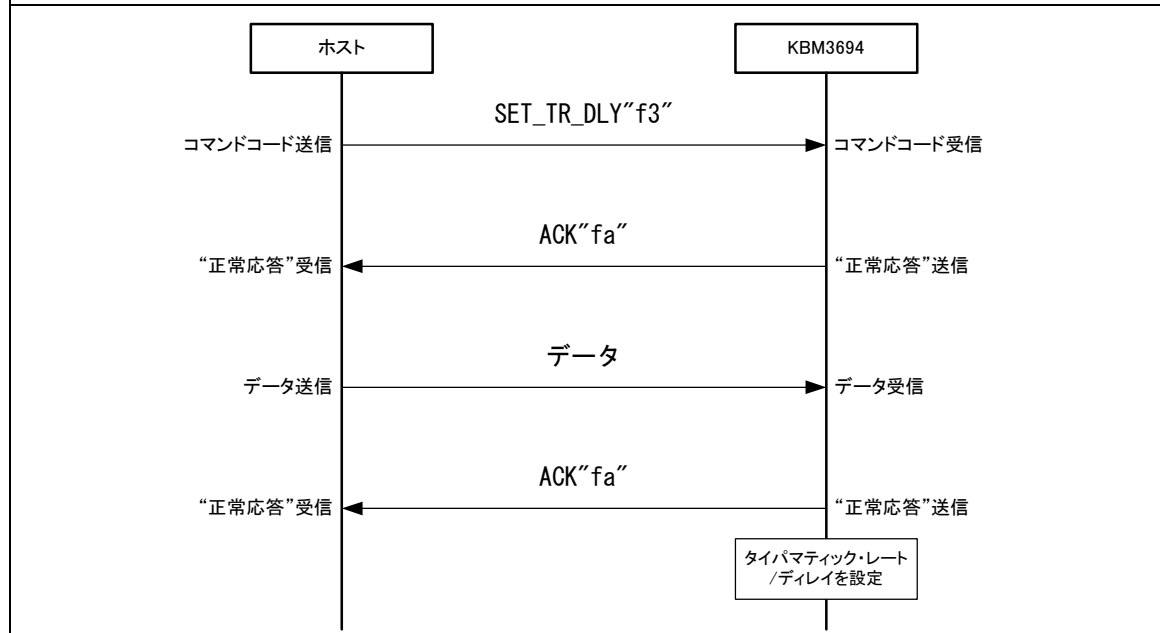 ホスト
KBM3694
SET_TR_DLY"f3"
コマンドコード送信
コマンドコード受信
ACK"fa"
“正常応答”受信
“正常応答”送信
データ
データ送信
データ受信
ACK"fa"
“正常応答”受信
“正常応答”送信
タイパマティック・レート
/ディレイを設定